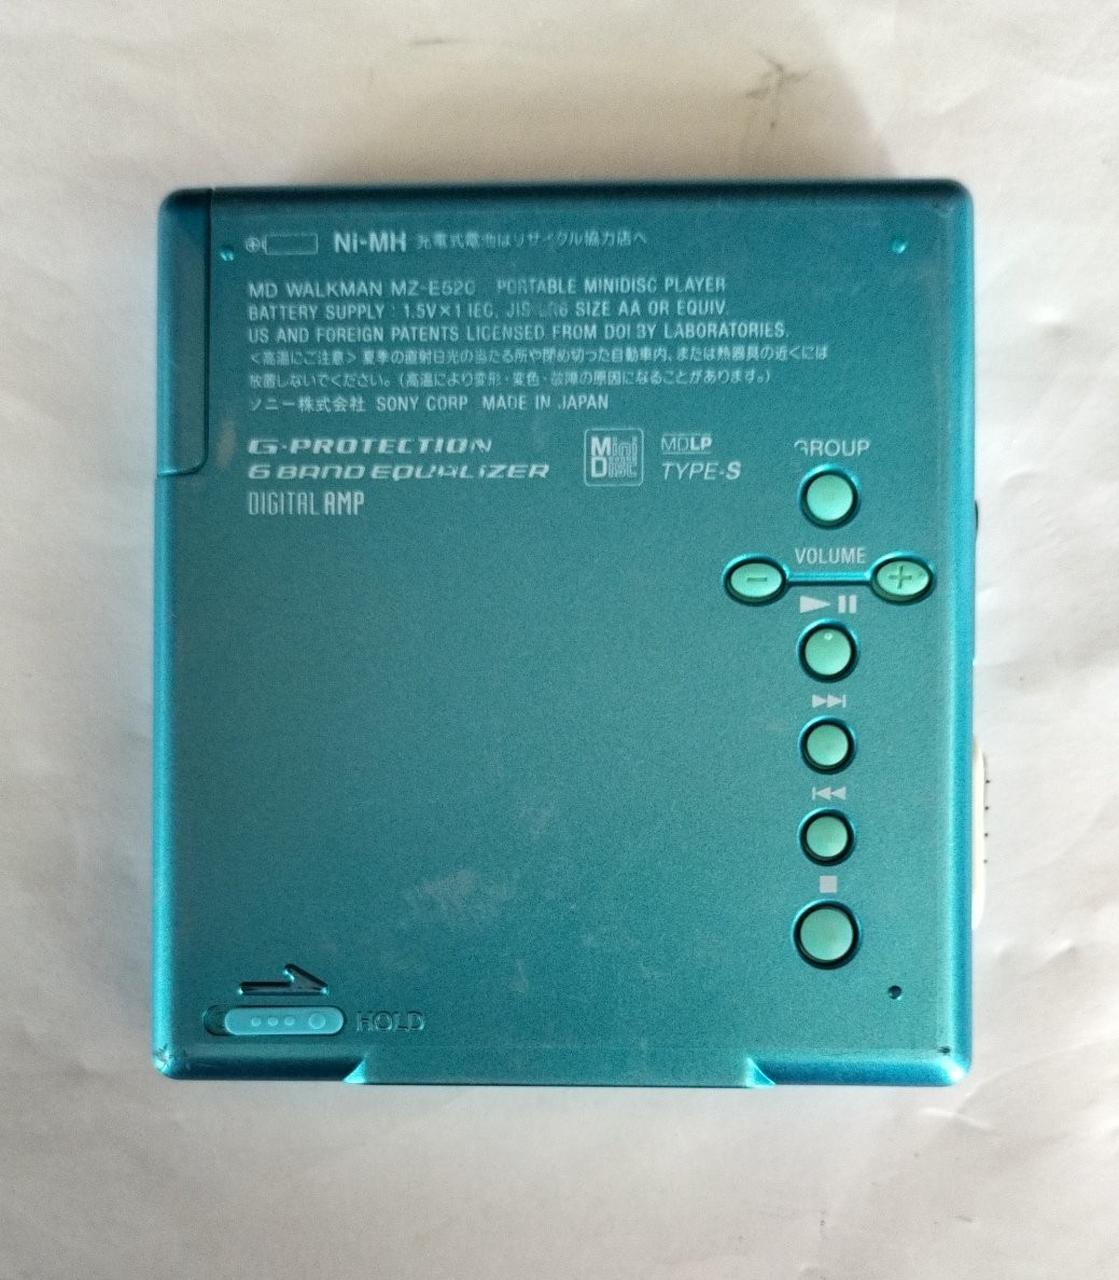 Ni-MH 充電式電池はリサイクル協力店へ
MD WALKMAN MZ-E520 PORTABLE MINIDISC PLAYER
BATTERY SUPPLY : 1.5V×1 IEC, JIS LR6 SIZE AA OR EQUIV.
US AND FOREIGN PATENTS LICENSED FROM DOLBY LABORATORIES.
<高温にご注意> 夏季の直射日光の当たる所や閉め切った自動車内、または熱器具の近くには
放置しないでください。(高温により変形・変色・故障の原因になることがあります。)
ソニー株式会社 SONY CORP. MADE IN JAPAN
G-PROTECTION
6 BAND EQUALIZER
DIGITAL AMP
Mini
Disc
MDLP
TYPE-S
GROUP
VOLUME
− +
HOLD